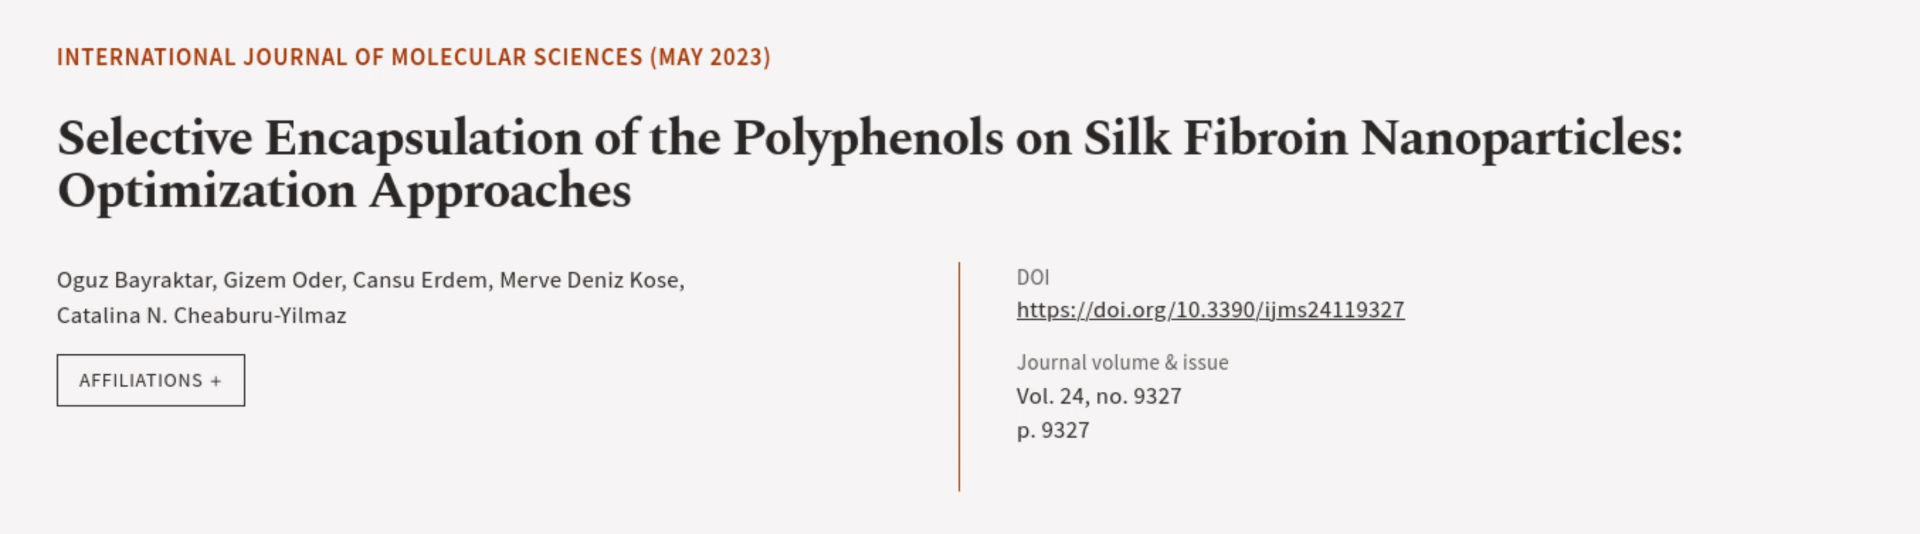 INTERNATIONAL JOURNAL OF MOLECULAR SCIENCES (MAY 2023)
Selective Encapsulation of the Polyphenols on Silk Fibroin Nanoparticles:
Optimization Approaches
Oguz Bayraktar, Gizem Oder, Cansu Erdem, Merve Deniz Kose,
Catalina N. Cheaburu-Yilmaz
AFFILIATIONS +
DOI
https://doi.org/10.3390/ijms24119327
Journal volume & issue
Vol. 24, no. 9327
p. 9327